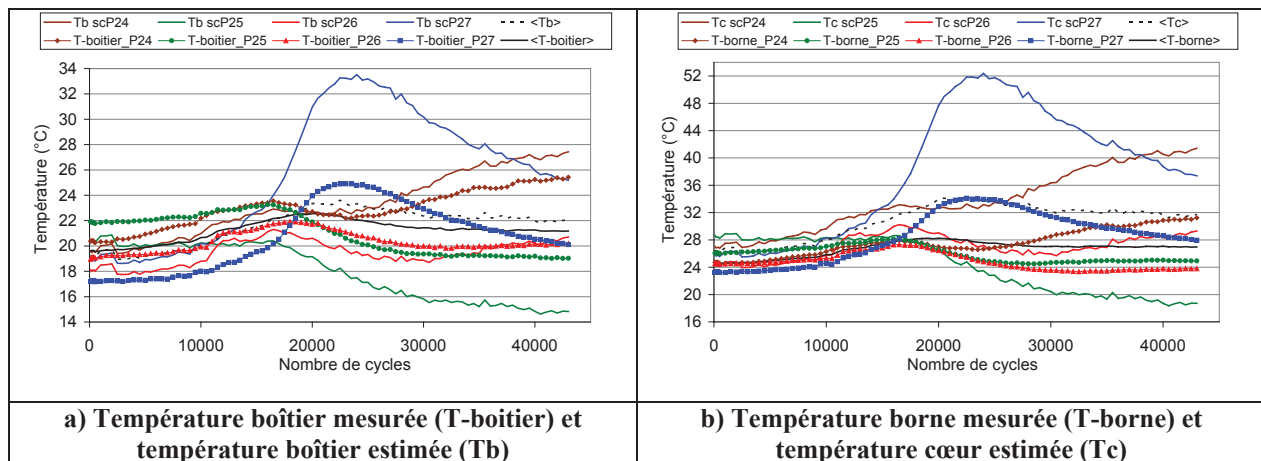 Tb scP24 Tb scP25 Tb scP26 Tb scP27 <Tb>
T-boitier_P24 T-boitier_P25 T-boitier_P26 T-boitier_P27 <T-boitier>
34
32
30
28
26
24
22
20
18
16
14
Température (°C)
0 10000 20000 30000 40000
Nombre de cycles
Tc scP24 Tc scP25 Tc scP26 Tc scP27 <Tc>
T-borne_P24 T-borne_P25 T-borne_P26 T-borne_P27 <T-borne>
52
48
44
40
36
32
28
24
20
16
Température (°C)
0 10000 20000 30000 40000
Nombre de cycles
a) Température boîtier mesurée (T-boitier) et
température boîtier estimée (Tb)
b) Température borne mesurée (T-borne) et
température cœur estimée (Tc)